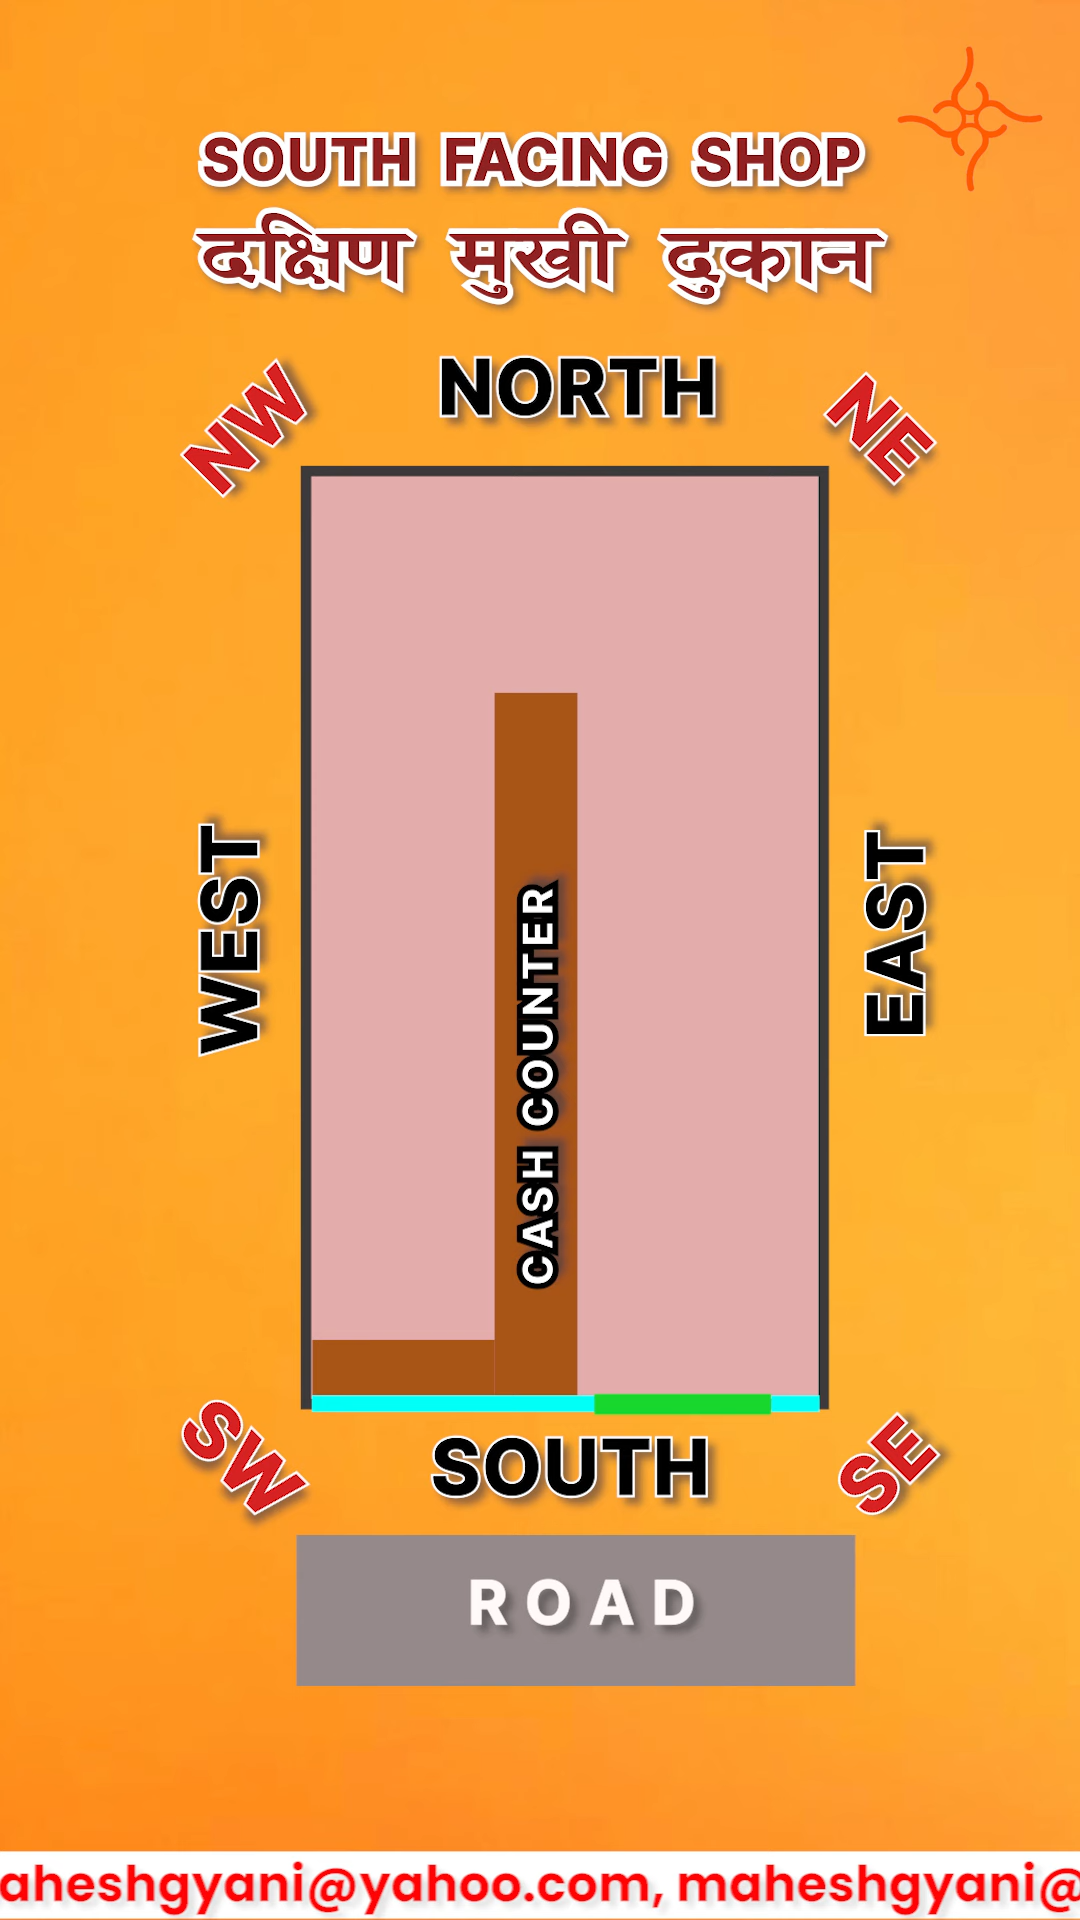 SOUTH FACING SHOP
दक्षिण मुखी दुकान
NW
NORTH
NE
WEST
CASH COUNTER
EAST
SW
SOUTH
SE
ROAD
aheshgyani@yahoo.com, maheshgyani@